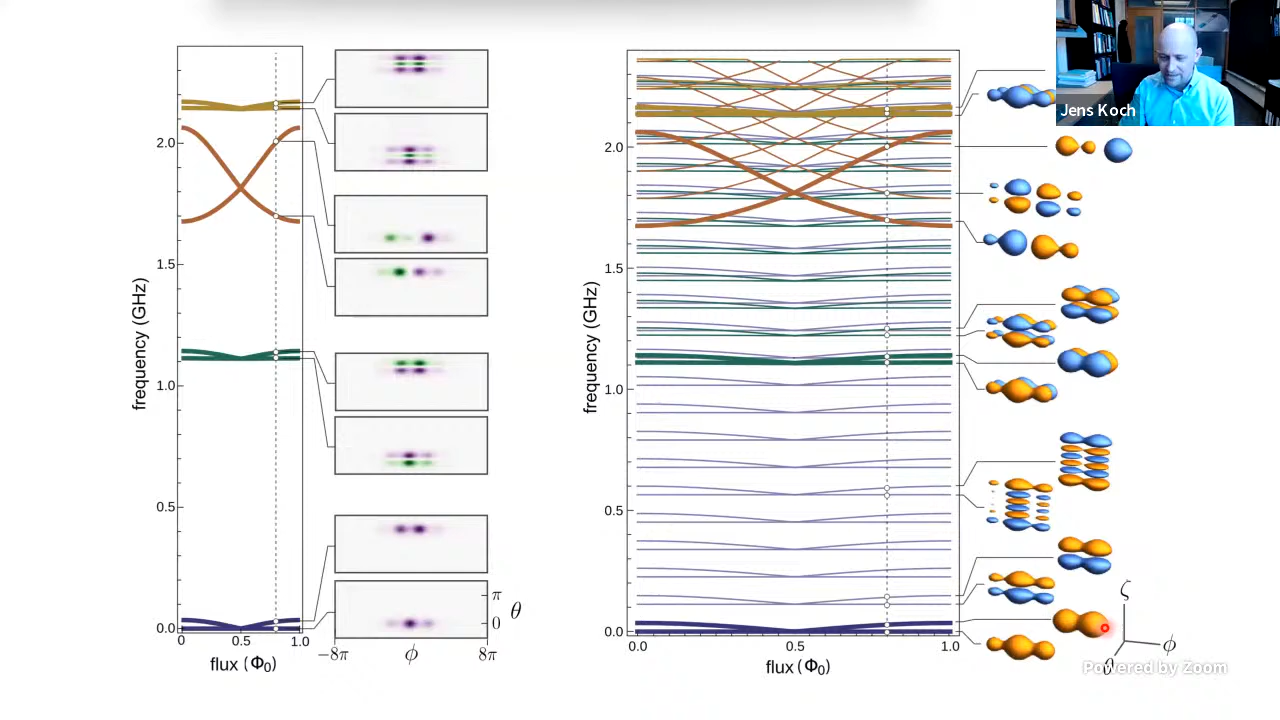 Jens Koch
frequency (GHz)
2.0
1.5
1.0
0.5
0.0
0 0.5 1.0
flux (Φ₀)
π
0
θ
−8π ϕ 8π
frequency (GHz)
2.0
1.5
1.0
0.5
0.0
0.0 0.5 1.0
flux (Φ₀)
ζ
ϕ
θ
Powered by Zoom